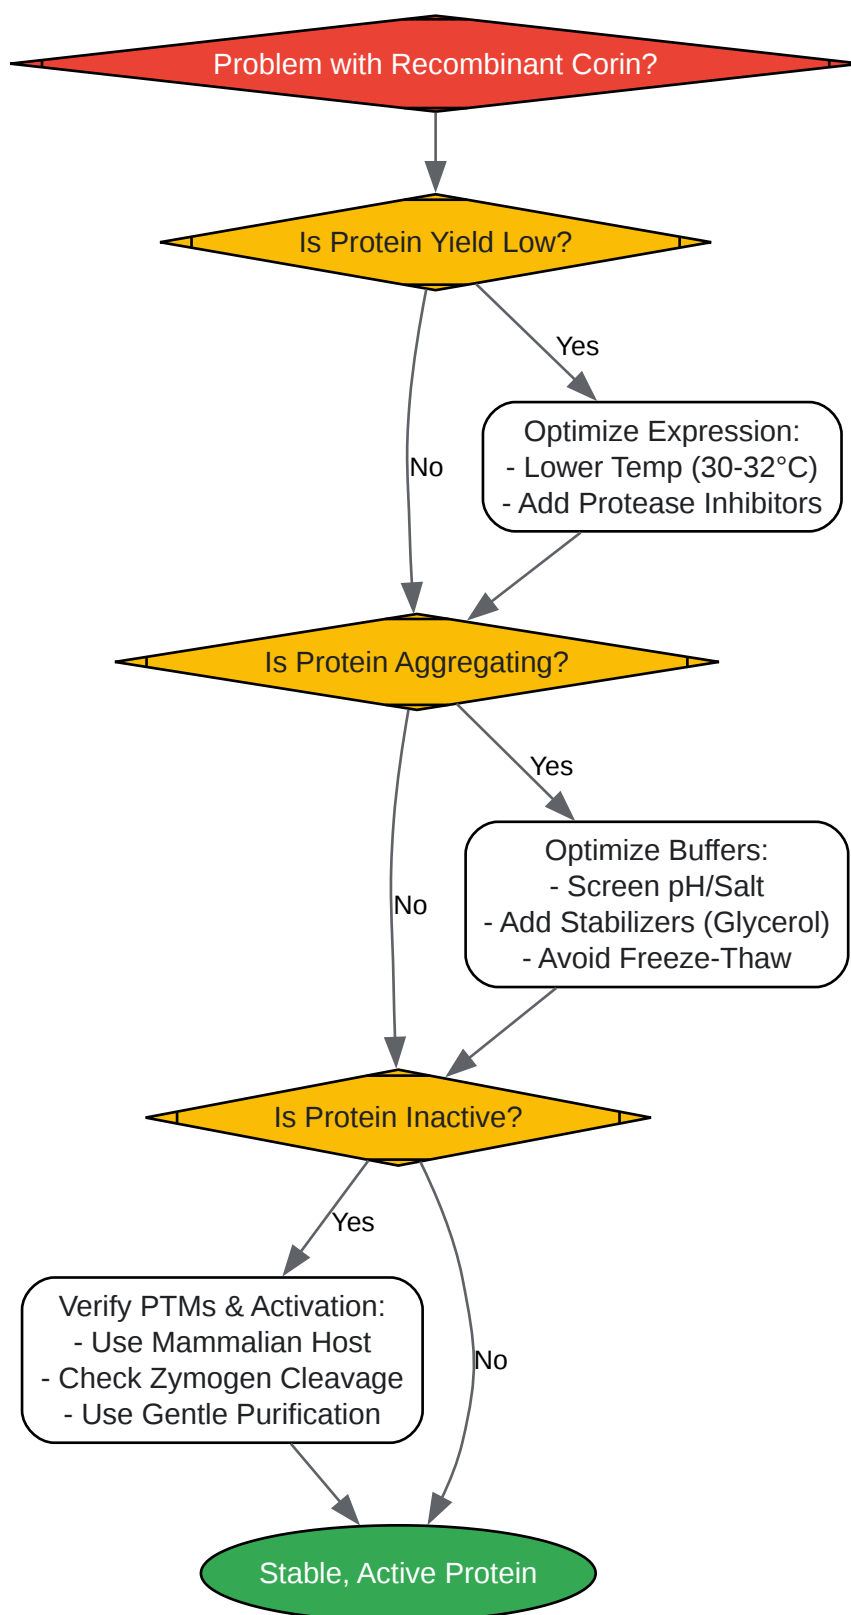 Problem with Recombinant Corin?
Is Protein Yield Low?
Yes
Optimize Expression:
- Lower Temp (30-32°C)
- Add Protease Inhibitors
No
Is Protein Aggregating?
Yes
Optimize Buffers:
- Screen pH/Salt
- Add Stabilizers (Glycerol)
- Avoid Freeze-Thaw
No
Is Protein Inactive?
Yes
Verify PTMs & Activation:
- Use Mammalian Host
- Check Zymogen Cleavage
- Use Gentle Purification
No
Stable, Active Protein